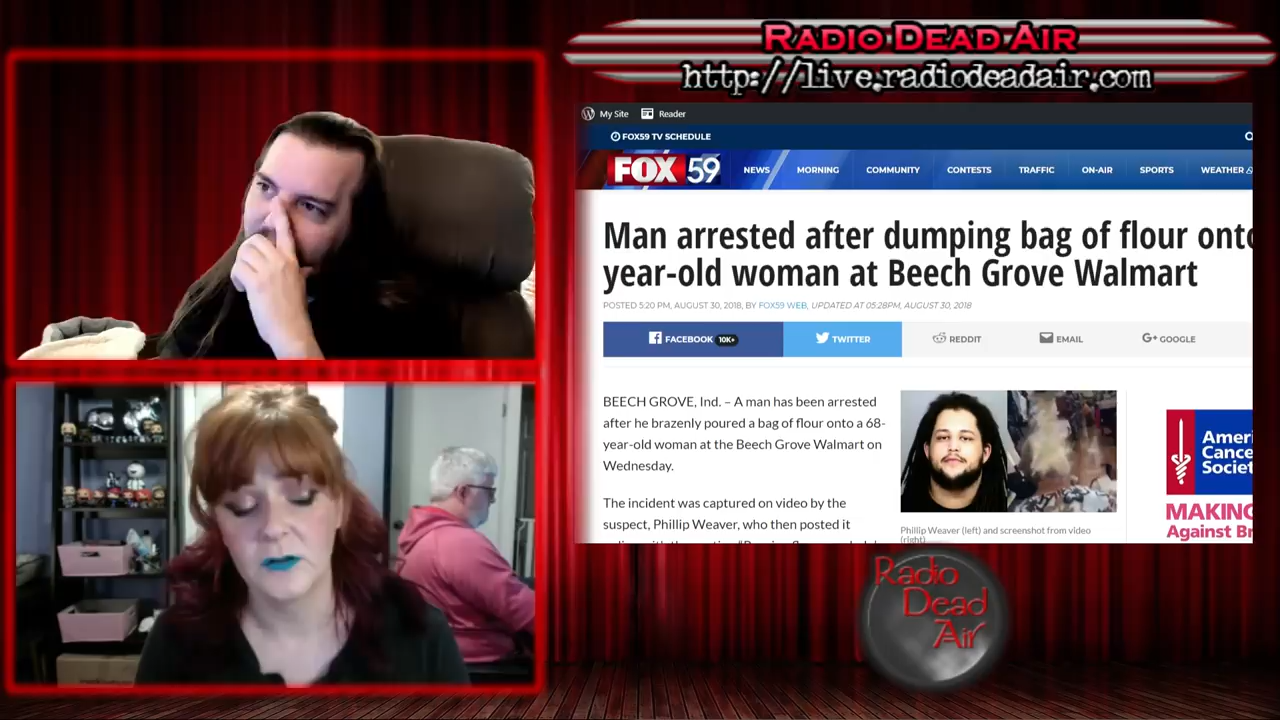 RADIO DEAD AIR
http://live.radiodeadair.com
My Site Reader
FOX59 TV SCHEDULE
FOX 59 NEWS MORNING COMMUNITY CONTESTS TRAFFIC ON-AIR SPORTS WEATHER
Man arrested after dumping bag of flour onto
year-old woman at Beech Grove Walmart
POSTED 5:20 PM, AUGUST 30, 2018, BY FOX59 WEB, UPDATED AT 05:28PM, AUGUST 30, 2018
FACEBOOK 10K+ TWITTER REDDIT EMAIL G+ GOOGLE
BEECH GROVE, Ind. – A man has been arrested
after he brazenly poured a bag of flour onto a 68-
year-old woman at the Beech Grove Walmart on
Wednesday.
The incident was captured on video by the
suspect, Phillip Weaver, who then posted it
Phillip Weaver (left) and screenshot from video
(right)
Ameri
Cance
Societ
MAKING
Against Br
Radio
Dead
Air